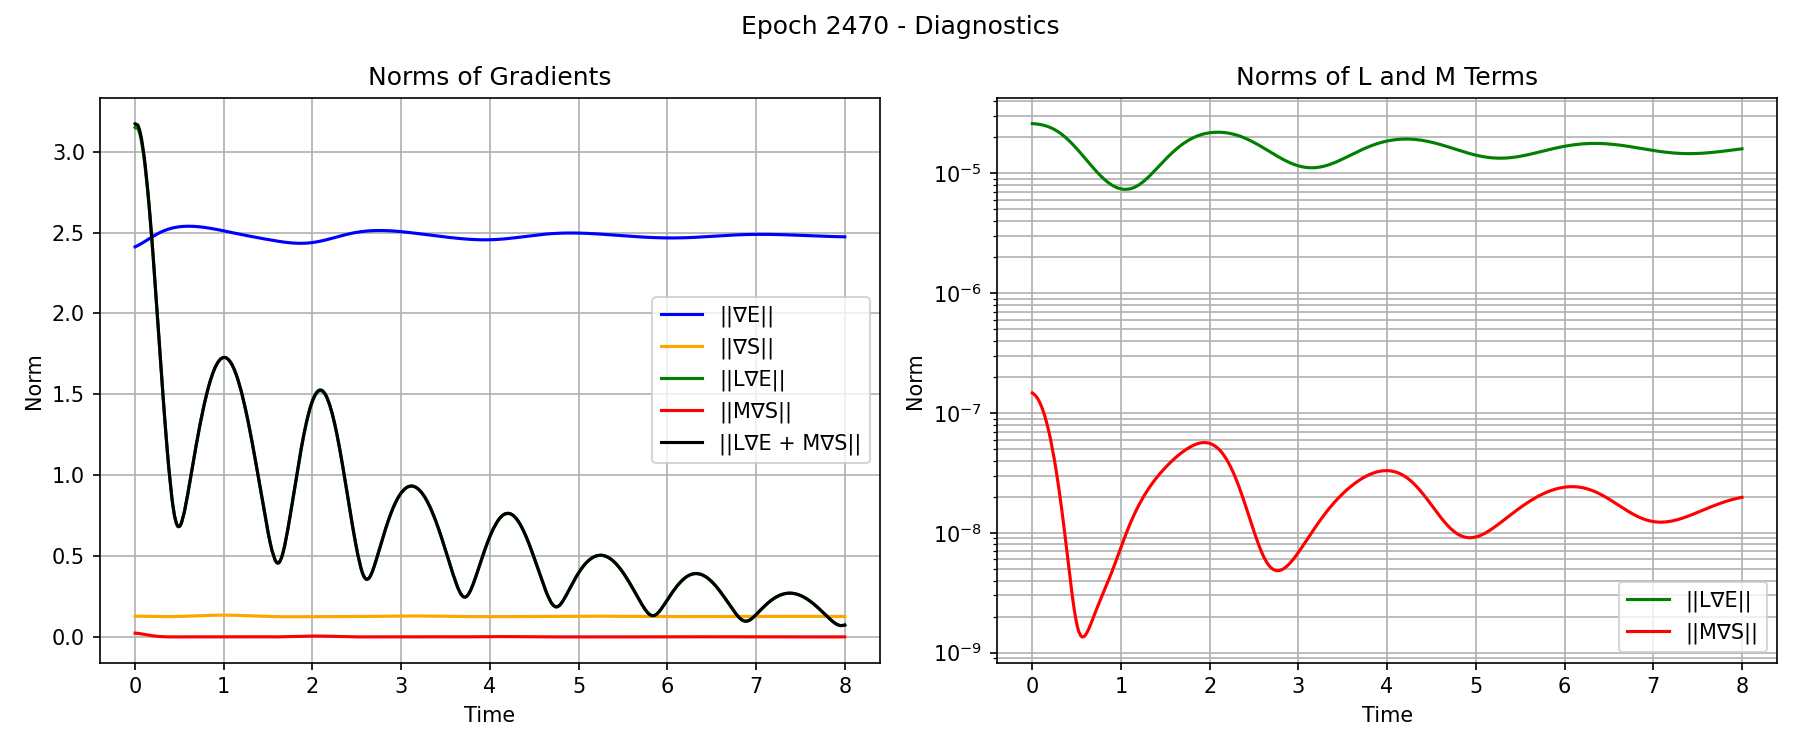 Epoch 2470 - Diagnostics
Norms of Gradients
Norm
3.0
2.5
2.0
1.5
1.0
0.5
0.0
||∇E||
||∇S||
||L∇E||
||M∇S||
||L∇E + M∇S||
0 1 2 3 4 5 6 7 8
Time
Norms of L and M Terms
Norm
10⁻⁵
10⁻⁶
10⁻⁷
10⁻⁸
10⁻⁹
||L∇E||
||M∇S||
0 1 2 3 4 5 6 7 8
Time